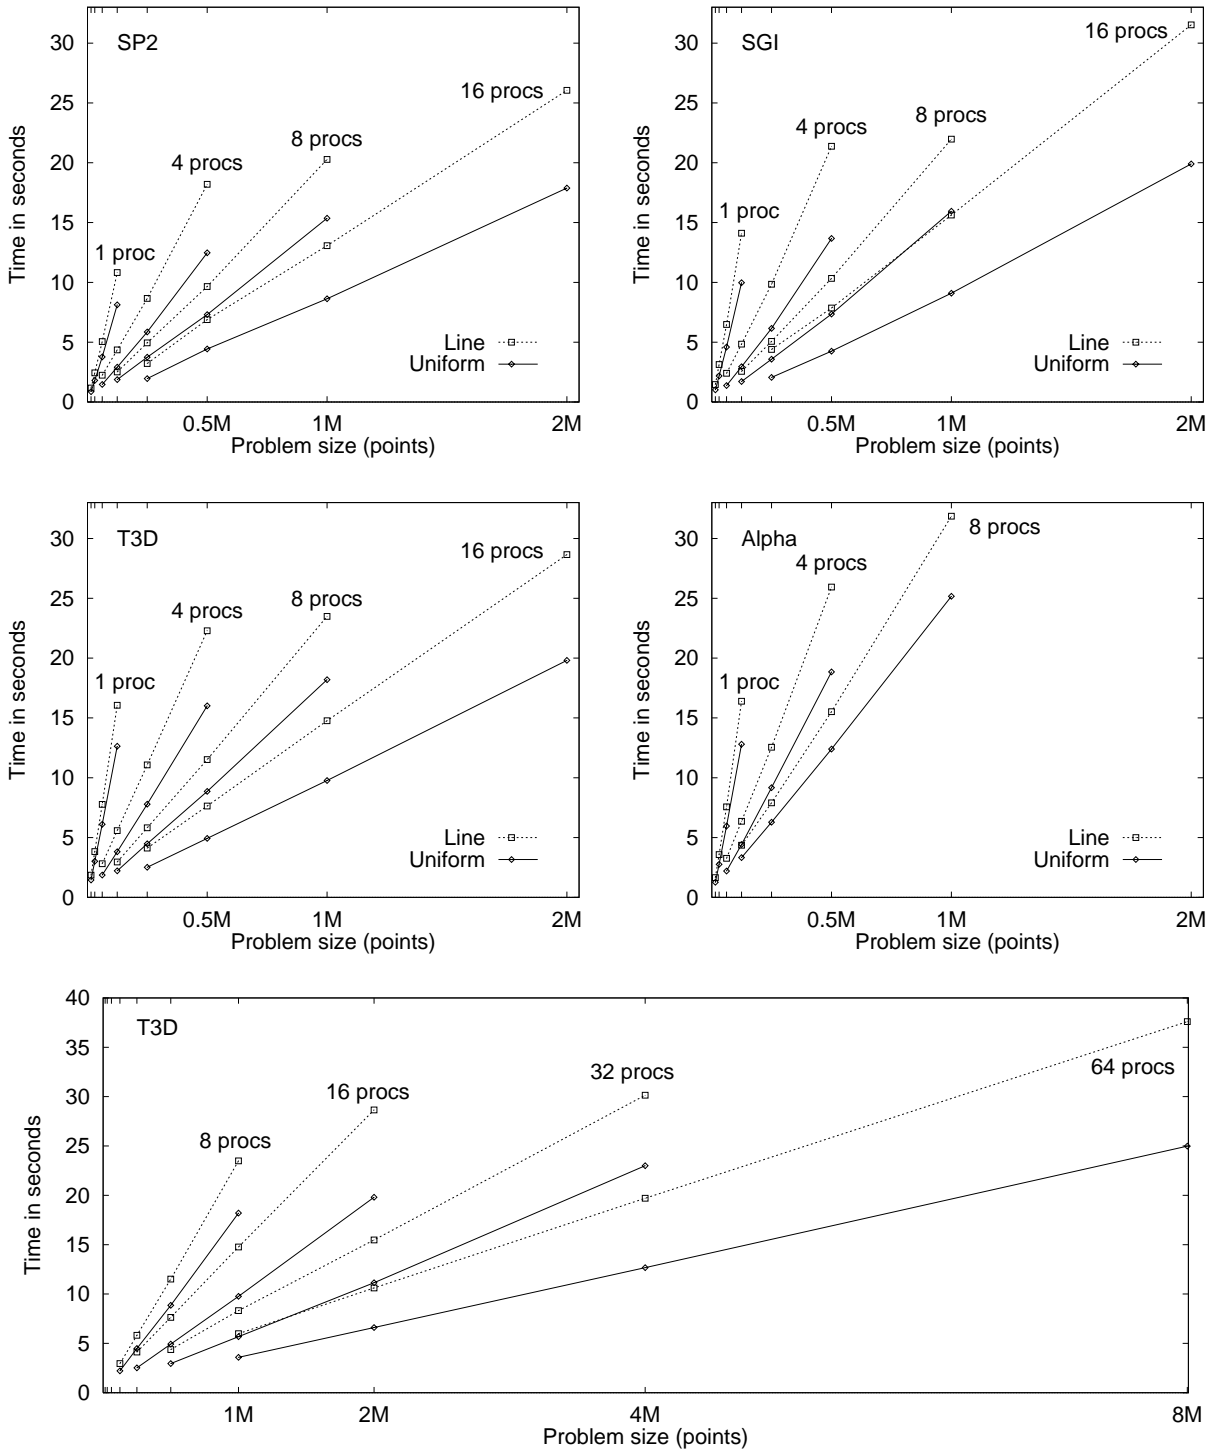 SP2
Time in seconds
30
25
20
15
10
5
0
1 proc
4 procs
8 procs
16 procs
Line
Uniform
0.5M 1M 2M
Problem size (points)
SGI
Time in seconds
30
25
20
15
10
5
0
1 proc
4 procs
8 procs
16 procs
Line
Uniform
0.5M 1M 2M
Problem size (points)
T3D
Time in seconds
30
25
20
15
10
5
0
1 proc
4 procs
8 procs
16 procs
Line
Uniform
0.5M 1M 2M
Problem size (points)
Alpha
Time in seconds
30
25
20
15
10
5
0
1 proc
4 procs
8 procs
Line
Uniform
0.5M 1M 2M
Problem size (points)
T3D
Time in seconds
40
35
30
25
20
15
10
5
0
8 procs
16 procs
32 procs
64 procs
1M 2M 4M 8M
Problem size (points)